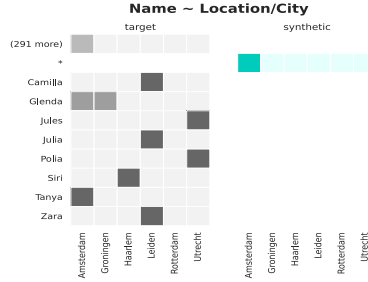 Name ~ Location/City
target synthetic
(291 more)
*
Camilla
Glenda
Jules
Julia
Polia
Siri
Tanya
Zara
Amsterdam Groningen Haarlem Leiden Rotterdam Utrecht
Amsterdam Groningen Haarlem Leiden Rotterdam Utrecht